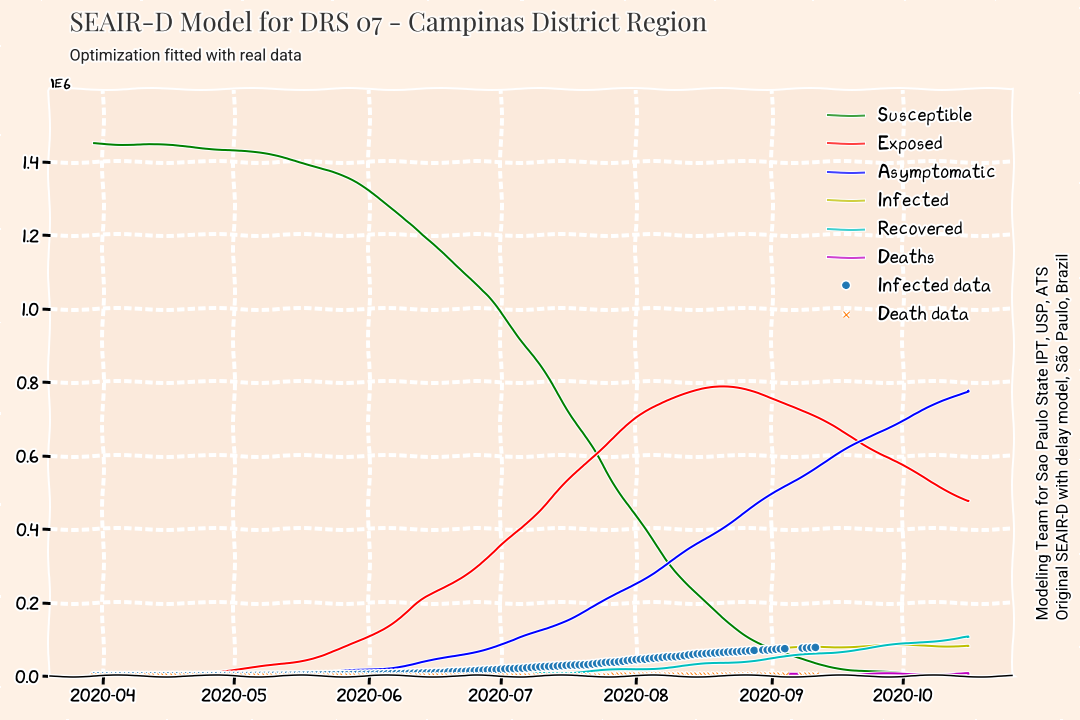 SEAIR-D Model for DRS 07 - Campinas District Region
Optimization fitted with real data
1E6
1.4
1.2
1.0
0.8
0.6
0.4
0.2
0.0
2020-04
2020-05
2020-06
2020-07
2020-08
2020-09
2020-10
Susceptible
Exposed
Asymptomatic
Infected
Recovered
Deaths
Infected data
Death data
Modeling Team for Sao Paulo State IPT, USP, ATS
Original SEAIR-D with delay model, São Paulo, Brazil